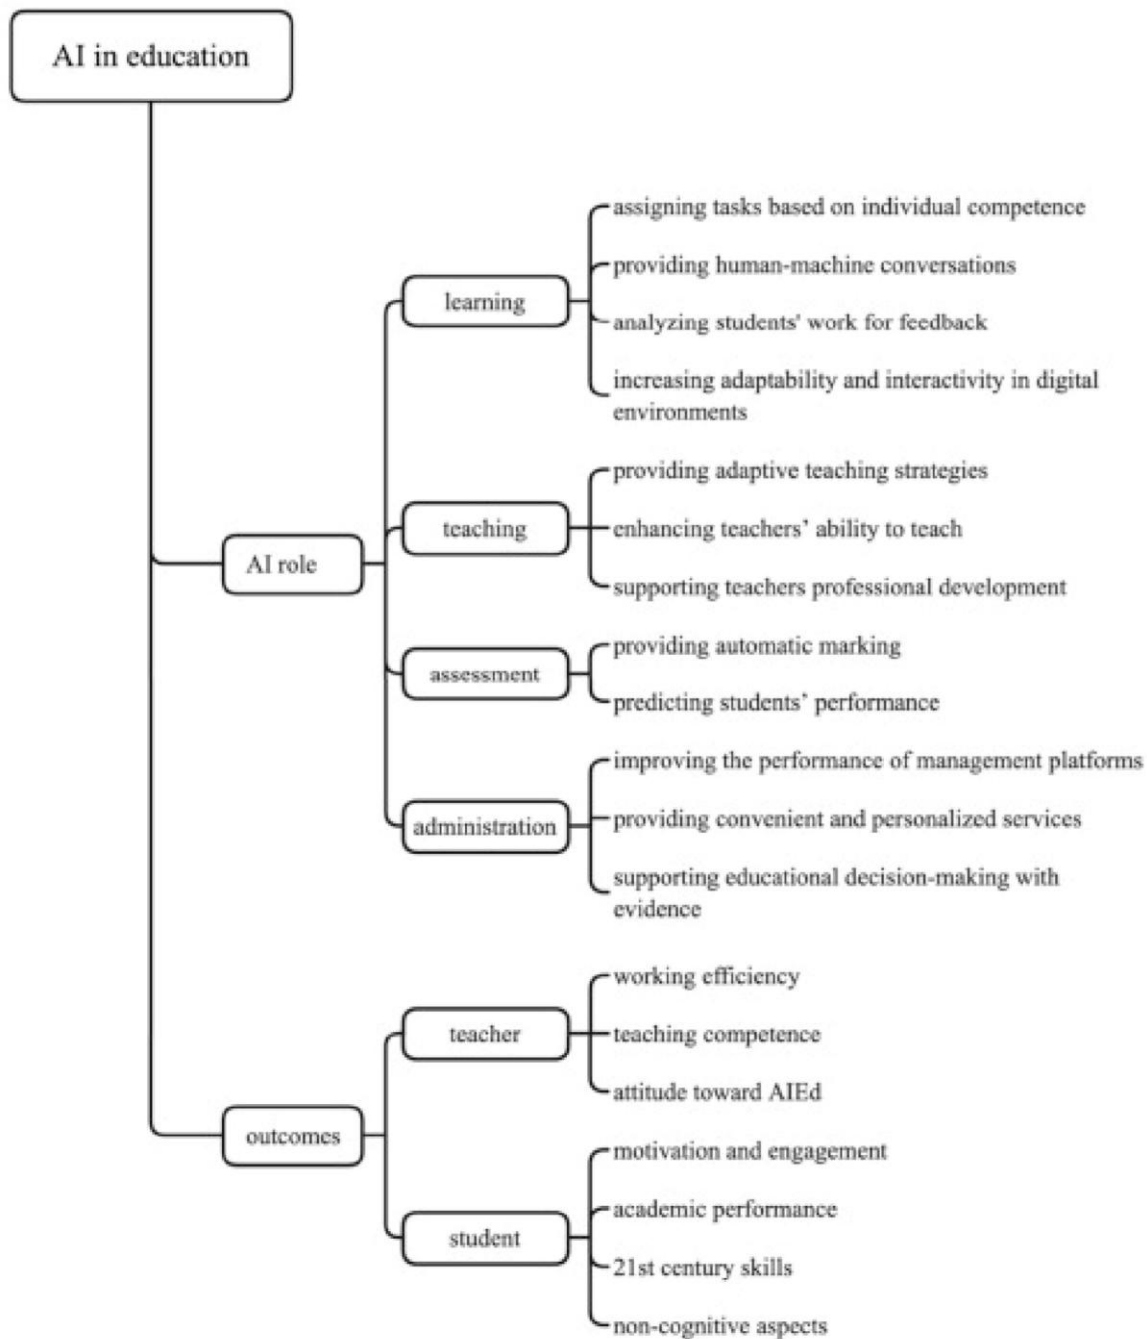 AI in education
AI role
learning
assigning tasks based on individual competence
providing human-machine conversations
analyzing students' work for feedback
increasing adaptability and interactivity in digital
environments
teaching
providing adaptive teaching strategies
enhancing teachers’ ability to teach
supporting teachers professional development
assessment
providing automatic marking
predicting students’ performance
administration
improving the performance of management platforms
providing convenient and personalized services
supporting educational decision-making with
evidence
outcomes
teacher
working efficiency
teaching competence
attitude toward AIEd
student
motivation and engagement
academic performance
21st century skills
non-cognitive aspects